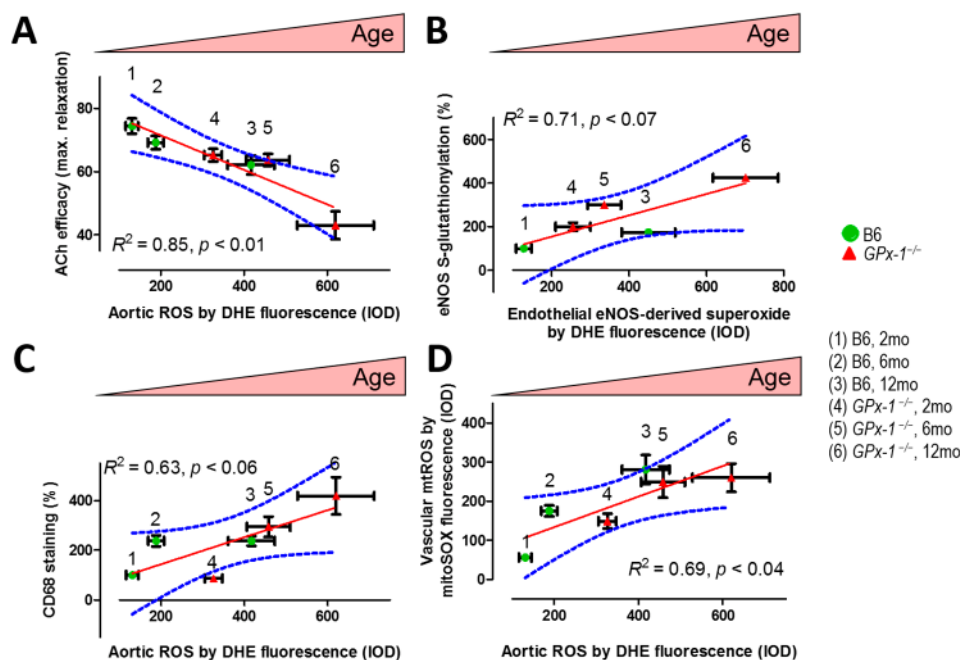 A
Age
1
2
4
3
5
6
80
60
40
ACh efficacy (max. relaxation)
R² = 0.85, p < 0.01
200
400
600
Aortic ROS by DHE fluorescence (IOD)
B
Age
R² = 0.71, p < 0.07
600
400
200
0
eNOS S-glutathionylation (%)
1
4
5
3
6
200
400
600
800
Endothelial eNOS-derived superoxide
by DHE fluorescence (IOD)
B6
GPx-1⁻/⁻
(1) B6, 2mo
(2) B6, 6mo
(3) B6, 12mo
(4) GPx-1⁻/⁻, 2mo
(5) GPx-1⁻/⁻, 6mo
(6) GPx-1⁻/⁻, 12mo
C
Age
R² = 0.63, p < 0.06
400
200
0
CD68 staining (%)
1
2
4
3
5
6
200
400
600
Aortic ROS by DHE fluorescence (IOD)
D
Age
400
300
200
100
0
Vascular mtROS by
mitoSOX fluorescence (IOD)
1
2
4
3
5
6
R² = 0.69, p < 0.04
200
400
600
800
Aortic ROS by DHE fluorescence (IOD)